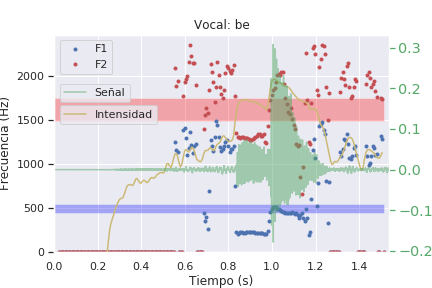 Vocal: be
F1
F2
Señal
Intensidad
Frecuencia (Hz)
2000
1500
1000
500
0
0.3
0.2
0.1
0.0
−0.1
−0.2
0.0 0.2 0.4 0.6 0.8 1.0 1.2 1.4
Tiempo (s)